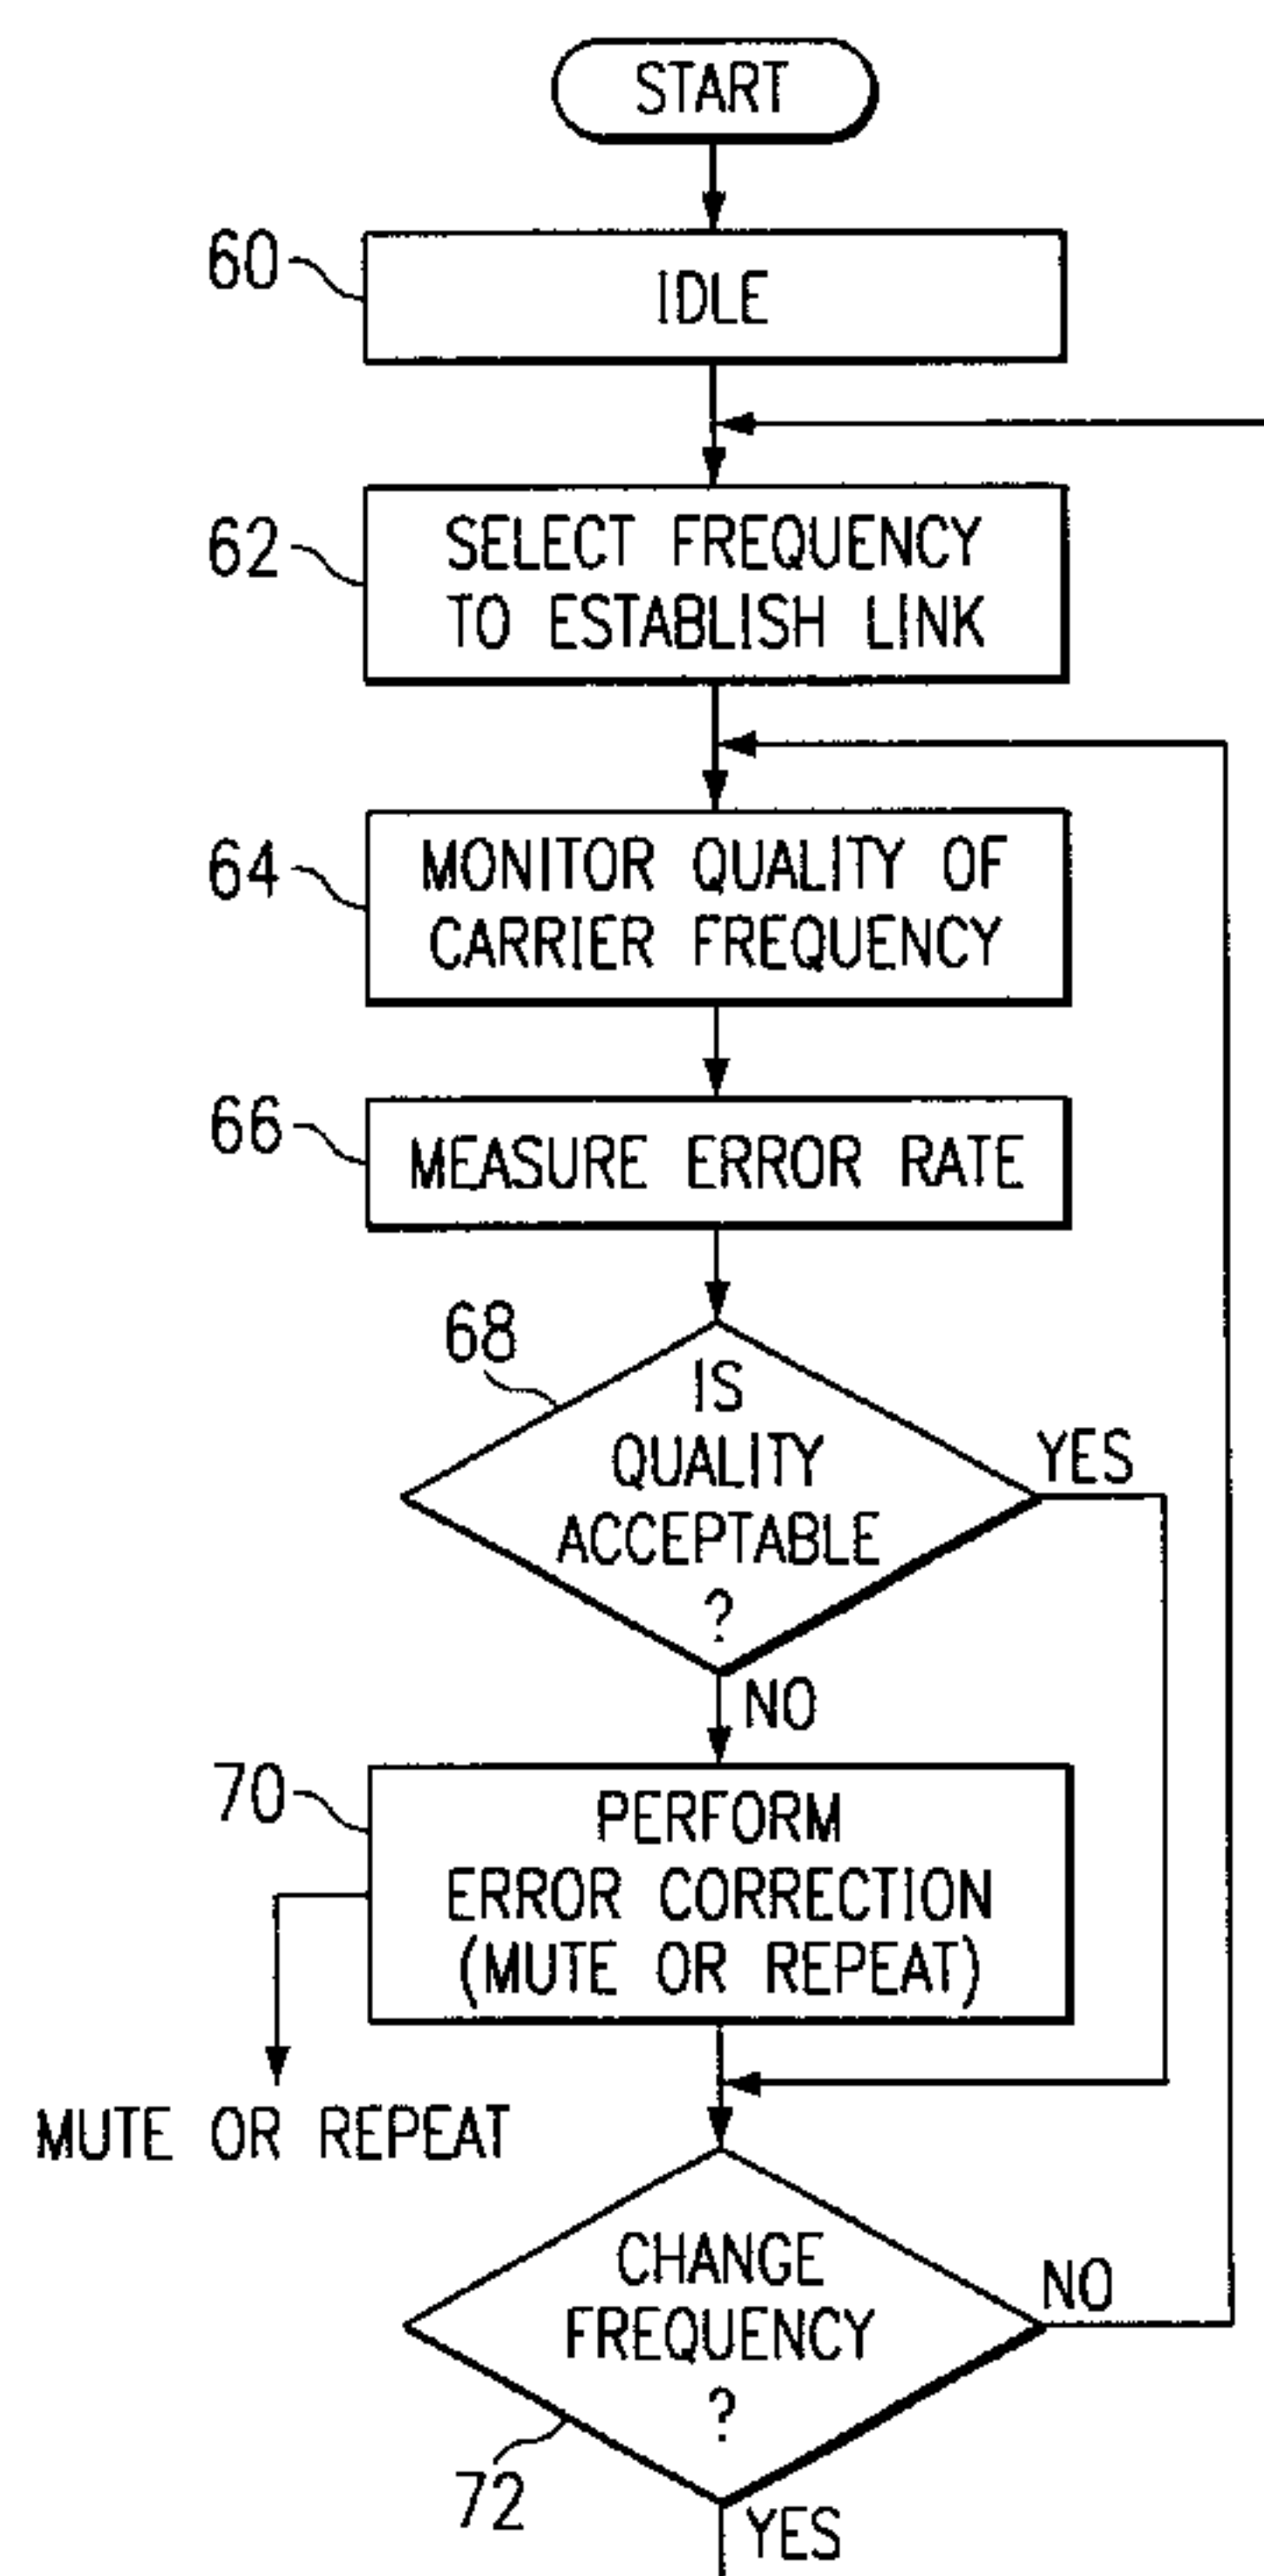 START
60
IDLE
62
SELECT FREQUENCY
TO ESTABLISH LINK
64
MONITOR QUALITY OF
CARRIER FREQUENCY
66
MEASURE ERROR RATE
68
IS
QUALITY
ACCEPTABLE
?
YES
NO
70
PERFORM
ERROR CORRECTION
(MUTE OR REPEAT)
MUTE OR REPEAT
CHANGE
FREQUENCY
?
NO
72
YES